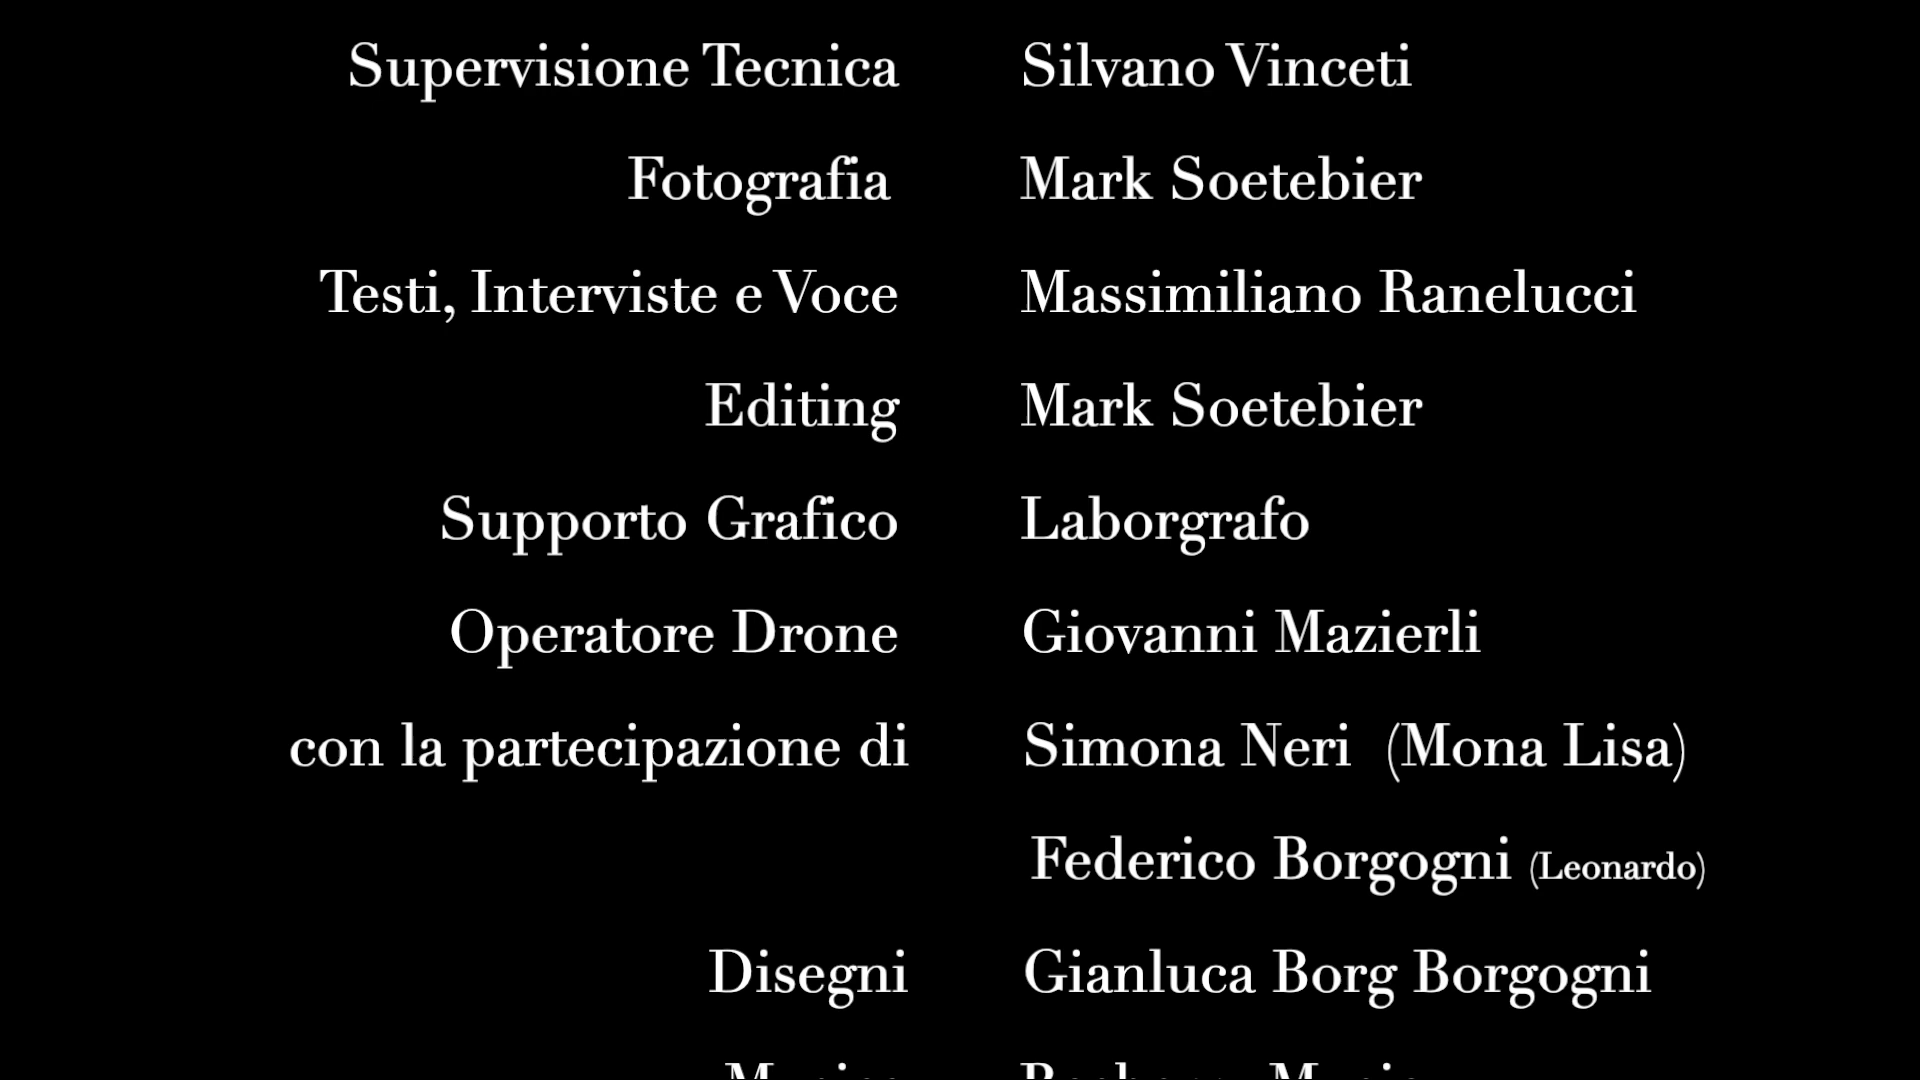 Supervisione Tecnica Silvano Vinceti
Fotografia Mark Soetebier
Testi, Interviste e Voce Massimiliano Ranelucci
Editing Mark Soetebier
Supporto Grafico Laborgrafo
Operatore Drone Giovanni Mazierli
con la partecipazione di Simona Neri (Mona Lisa)
Federico Borgogni (Leonardo)
Disegni Gianluca Borg Borgogni